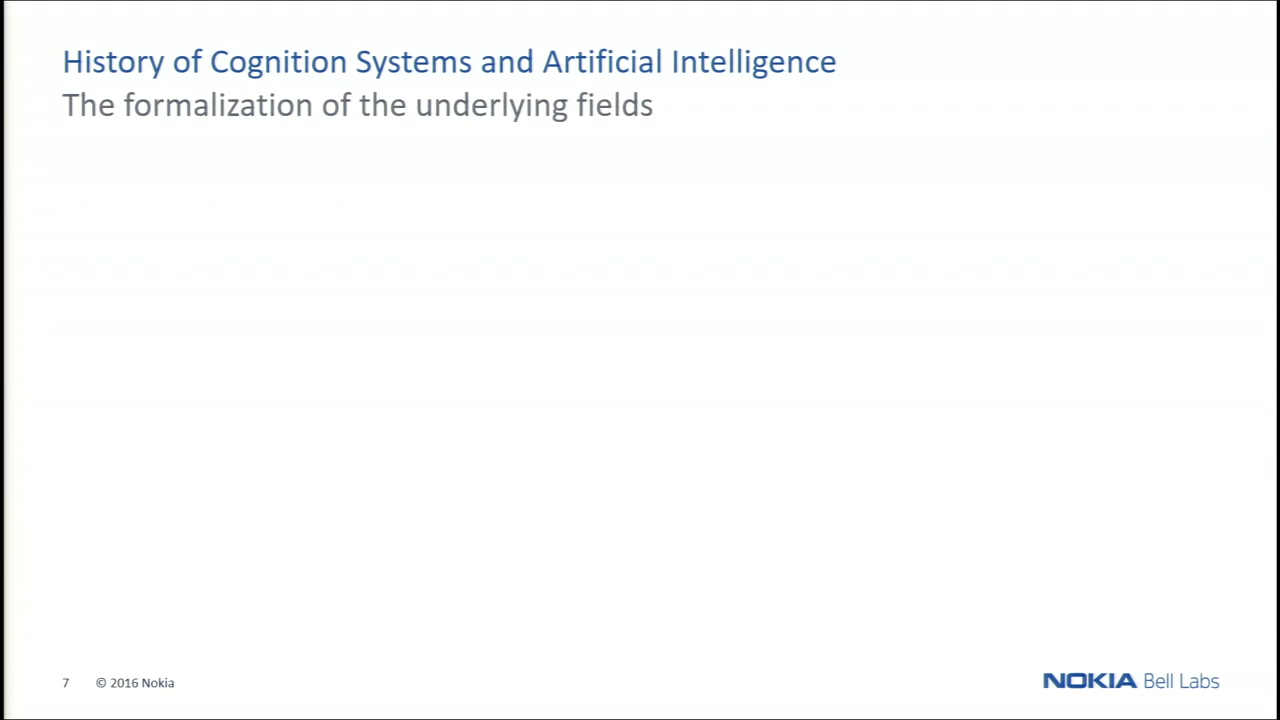 History of Cognition Systems and Artificial Intelligence
The formalization of the underlying fields
7 © 2016 Nokia
NOKIA Bell Labs